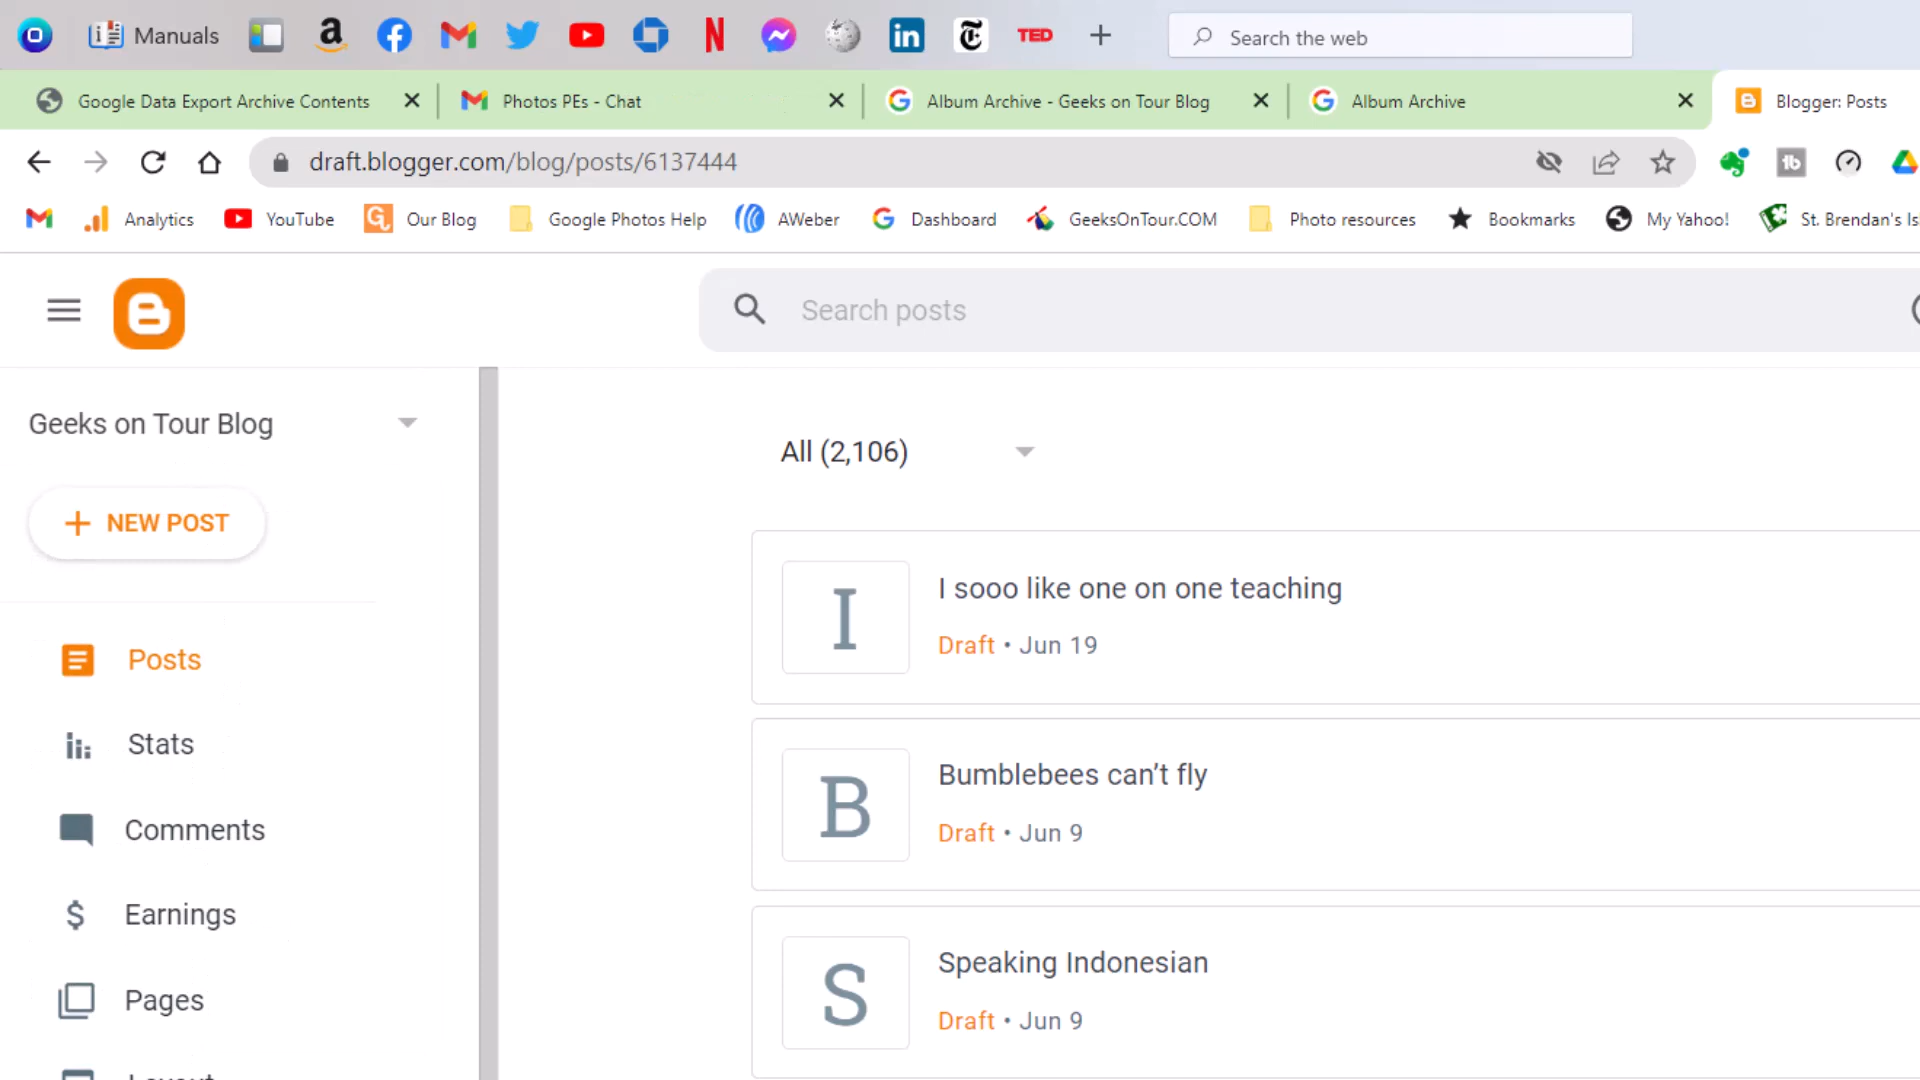 Manuals
TED
Search the web
Google Data Export Archive Contents
Photos PEs - Chat
Album Archive - Geeks on Tour Blog
Album Archive
Blogger: Posts
draft.blogger.com/blog/posts/6137444
Analytics
YouTube
Our Blog
Google Photos Help
AWeber
Dashboard
GeeksOnTour.COM
Photo resources
Bookmarks
My Yahoo!
St. Brendan's Is
Search posts
Geeks on Tour Blog
All (2,106)
NEW POST
I
I sooo like one on one teaching
Draft • Jun 19
Posts
Stats
B
Bumblebees can’t fly
Draft • Jun 9
Comments
Earnings
S
Speaking Indonesian
Draft • Jun 9
Pages
Layout